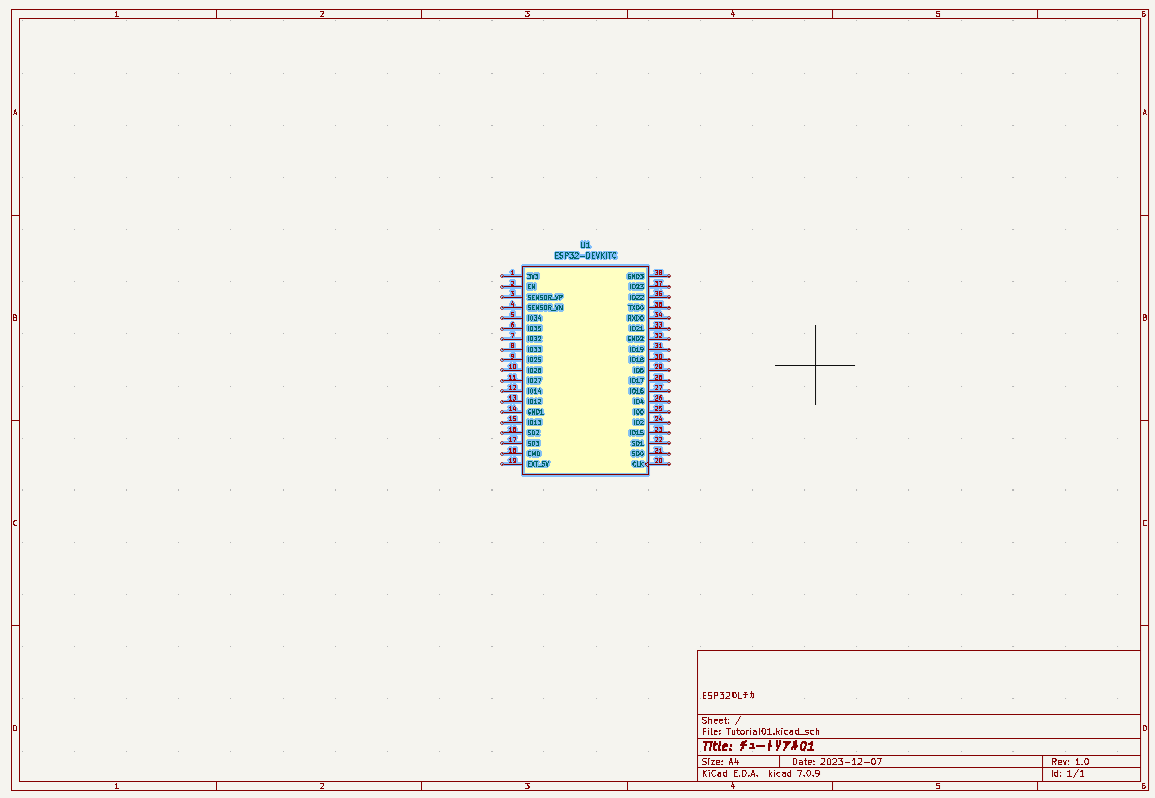 1 2 3 4 5 6
A A
U1
ESP32-DEVKITC
1 3V3 GND3 38
2 EN IO23 37
3 SENSOR_VP IO22 36
4 SENSOR_VN TXD0 35
5 IO34 RXD0 34
6 IO35 IO21 33
7 IO32 GND2 32
8 IO33 IO19 31
9 IO25 IO18 30
10 IO26 IO5 29
11 IO27 IO17 28
12 IO14 IO16 27
13 IO12 IO4 26
14 GND1 IO0 25
15 IO13 IO2 24
16 SD2 IO15 23
17 SD3 SD1 22
18 CMD SD0 21
19 EXT_5V CLK 20
B B
C C
ESP32のLチカ
Sheet: /
File: Tutorial01.kicad_sch
Title: チュートリアル01
D D
Size: A4 Date: 2023-12-07 Rev: 1.0
KiCad E.D.A. kicad 7.0.9 Id: 1/1
1 2 3 4 5 6